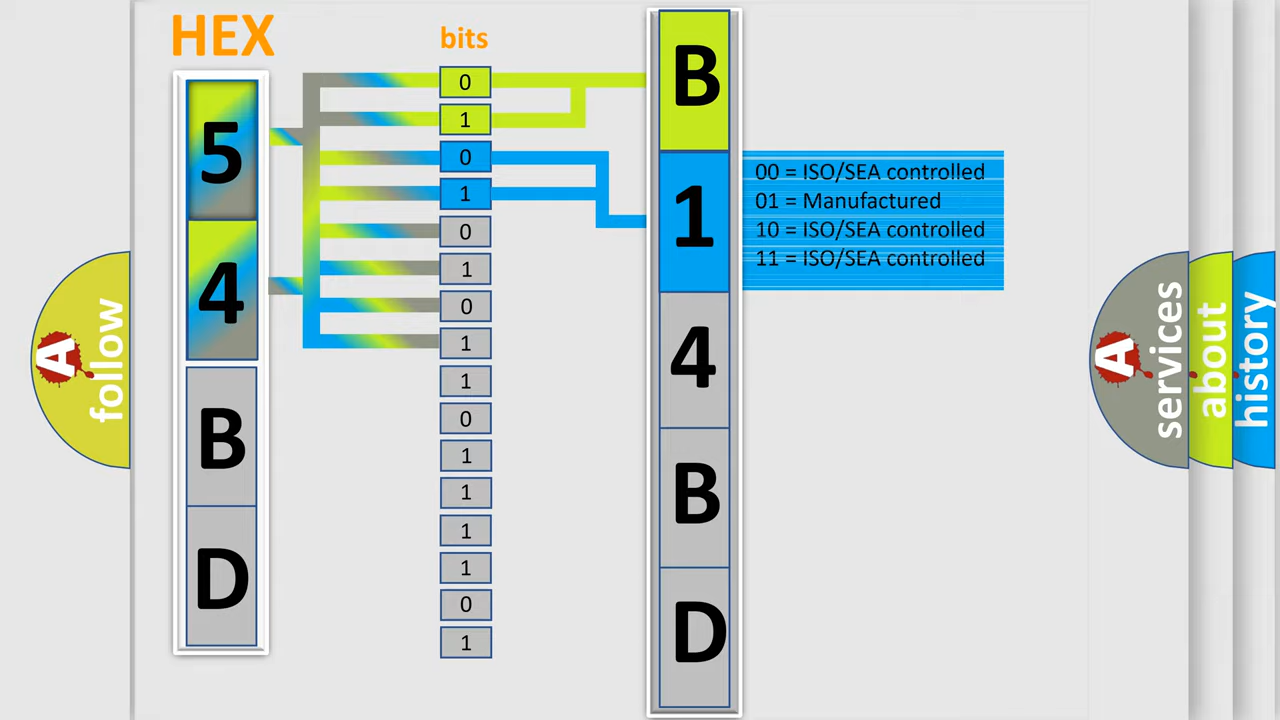 HEX
bits
5
4
B
D
0
1
0
1
0
1
0
1
1
0
1
1
1
1
0
1
B
1
4
B
D
00 = ISO/SEA controlled
01 = Manufactured
10 = ISO/SEA controlled
11 = ISO/SEA controlled
A
follow
A
services
about
history